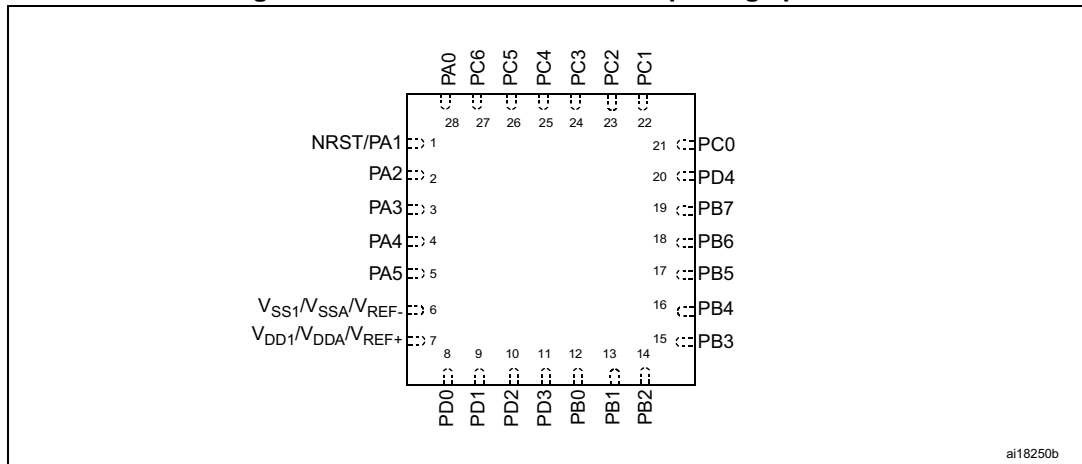 PA0 PC6 PC5 PC4 PC3 PC2 PC1
28 27 26 25 24 23 22
NRST/PA1 1 21 PC0
PA2 2 20 PD4
PA3 3 19 PB7
PA4 4 18 PB6
PA5 5 17 PB5
VSS1/VSSA/VREF- 6 16 PB4
VDD1/VDDA/VREF+ 7 15 PB3
8 9 10 11 12 13 14
PD0 PD1 PD2 PD3 PB0 PB1 PB2
ai18250b